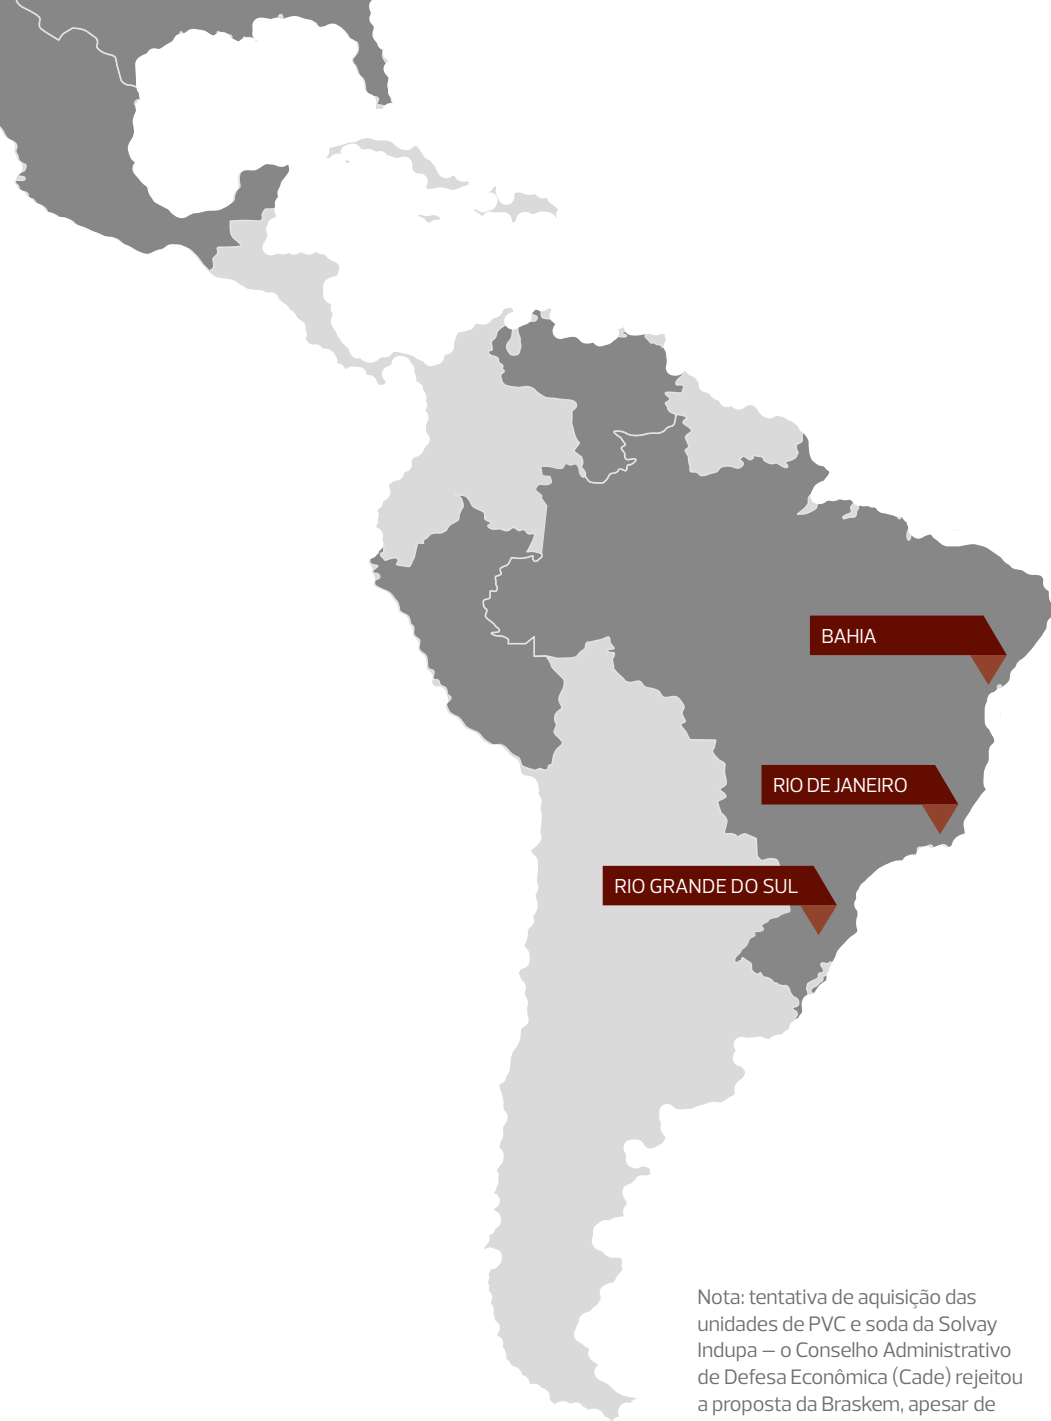 BAHIA
RIO DE JANEIRO
RIO GRANDE DO SUL
Nota: tentativa de aquisição das
unidades de PVC e soda da Solvay
Indupa – o Conselho Administrativo
de Defesa Econômica (Cade) rejeitou
a proposta da Braskem, apesar de